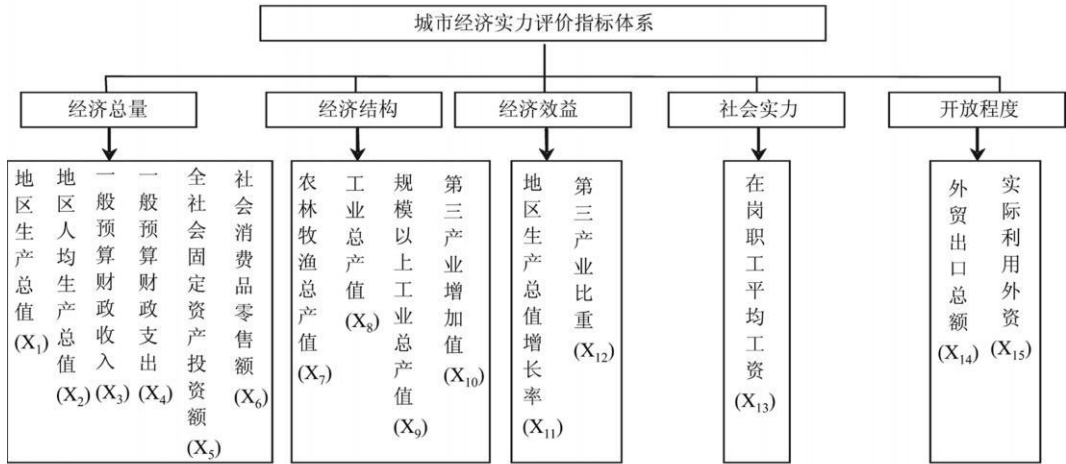 城市经济实力评价指标体系
经济总量
经济结构
经济效益
社会实力
开放程度
地区生产总值(X₁)
地区人均生产总值(X₂)
一般预算财政收入(X₃)
一般预算财政支出(X₄)
全社会固定资产投资额(X₅)
社会消费品零售额(X₆)
农林牧渔总产值(X₇)
工业总产值(X₈)
规模以上工业总产值(X₉)
第三产业增加值(X₁₀)
地区生产总值增长率(X₁₁)
第三产业比重(X₁₂)
在岗职工平均工资(X₁₃)
外贸出口总额(X₁₄)
实际利用外资(X₁₅)